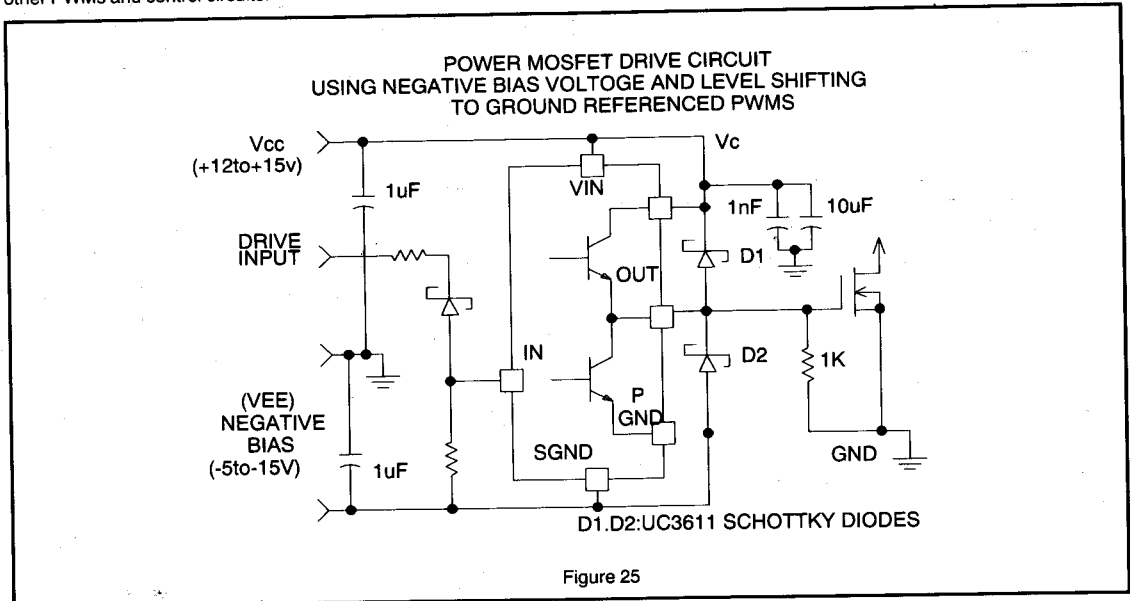 other PWMs and control circuits.
POWER MOSFET DRIVE CIRCUIT
USING NEGATIVE BIAS VOLTOGE AND LEVEL SHIFTING
TO GROUND REFERENCED PWMS
Vcc
(+12to+15v)
1uF
VIN
Vc
1nF
10uF
DRIVE
INPUT
OUT
D1
IN
D2
1K
P
GND
(VEE)
NEGATIVE
BIAS
(-5to-15V)
1uF
SGND
GND
D1.D2:UC3611 SCHOTTKY DIODES
Figure 25